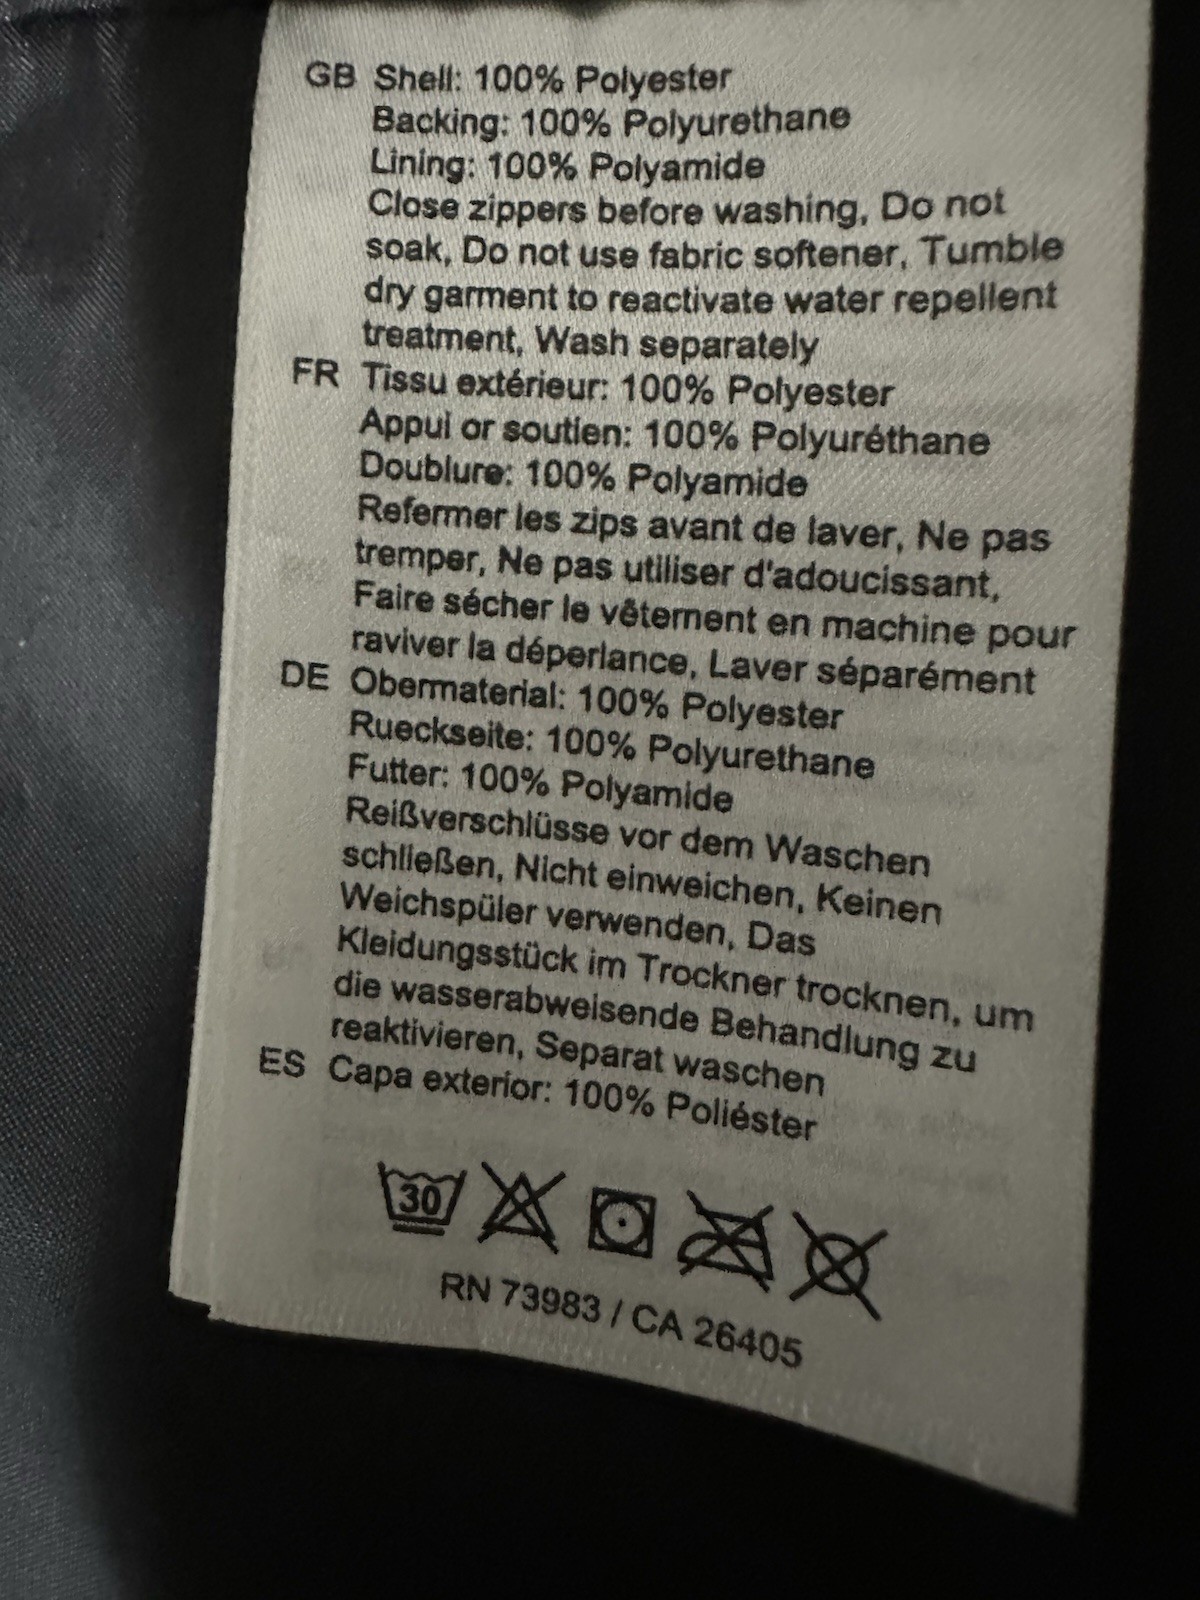 GB Shell: 100% Polyester
Backing: 100% Polyurethane
Lining: 100% Polyamide
Close zippers before washing, Do not
soak, Do not use fabric softener, Tumble
dry garment to reactivate water repellent
treatment, Wash separately
FR Tissu extérieur: 100% Polyester
Appui or soutien: 100% Polyuréthane
Doublure: 100% Polyamide
Refermer les zips avant de laver, Ne pas
tremper, Ne pas utiliser d'adoucissant,
Faire sécher le vêtement en machine pour
raviver la déperlance, Laver séparément
DE Obermaterial: 100% Polyester
Rueckseite: 100% Polyurethane
Futter: 100% Polyamide
Reißverschlüsse vor dem Waschen
schließen, Nicht einweichen, Keinen
Weichspüler verwenden, Das
Kleidungsstück im Trockner trocknen, um
die wasserabweisende Behandlung zu
reaktivieren, Separat waschen
ES Capa exterior: 100% Poliéster
30
RN 73983 / CA 26405